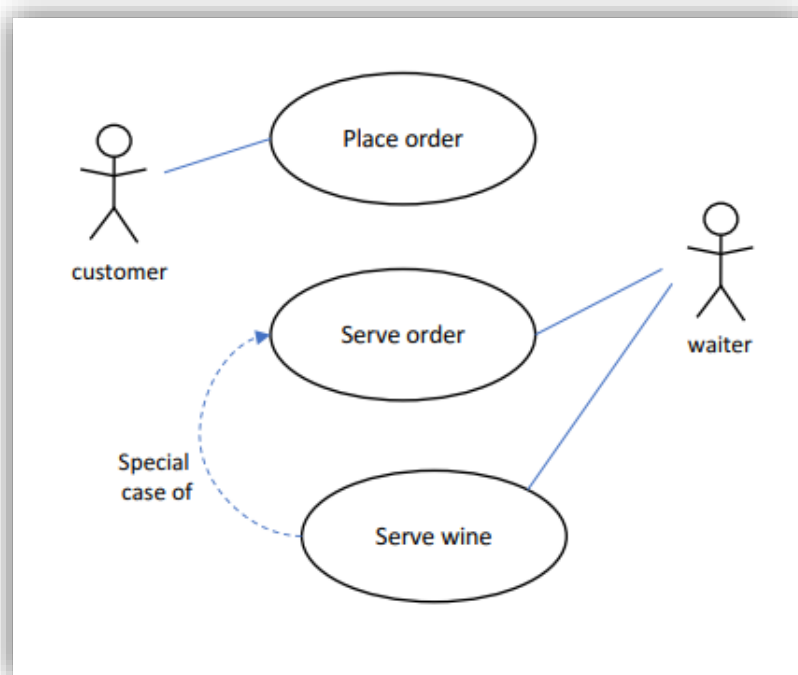 Place order
customer
Serve order
waiter
Special
case of
Serve wine